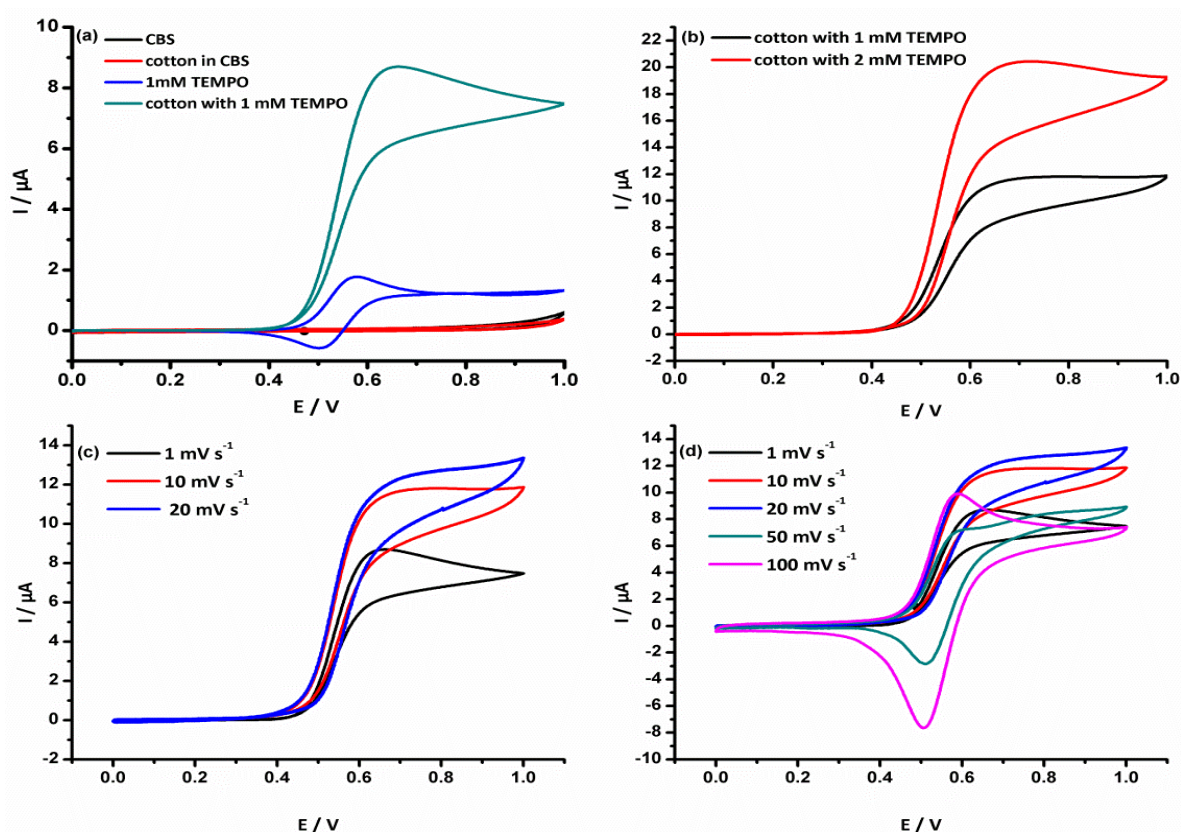 (a)
CBS
cotton in CBS
1mM TEMPO
cotton with 1 mM TEMPO
10
8
6
4
2
0
I / µA
0.0 0.2 0.4 0.6 0.8 1.0
E / V
(b)
cotton with 1 mM TEMPO
cotton with 2 mM TEMPO
22
20
18
16
14
12
10
8
6
4
2
0
-2
I / µA
0.0 0.2 0.4 0.6 0.8 1.0
E / V
(c)
1 mV s⁻¹
10 mV s⁻¹
20 mV s⁻¹
14
12
10
8
6
4
2
0
-2
I / µA
0.0 0.2 0.4 0.6 0.8 1.0
E / V
(d)
1 mV s⁻¹
10 mV s⁻¹
20 mV s⁻¹
50 mV s⁻¹
100 mV s⁻¹
14
12
10
8
6
4
2
0
-2
-4
-6
-8
-10
I / µA
0.0 0.2 0.4 0.6 0.8 1.0
E / V